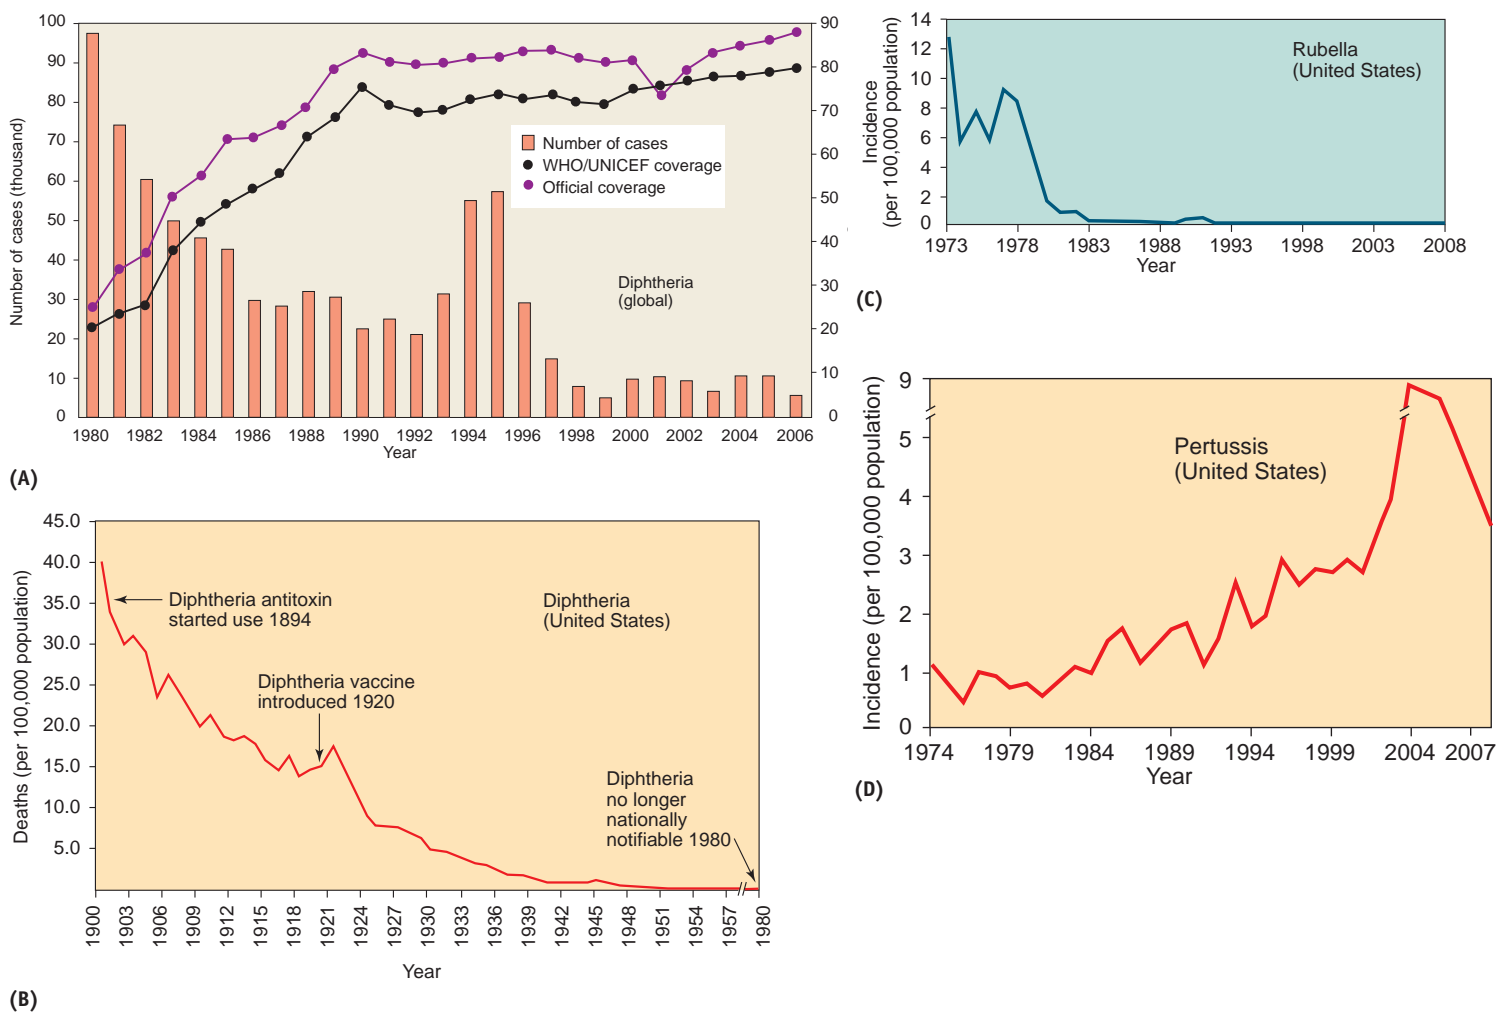 100
90
80
70
60
50
40
30
20
10
0
Number of cases (thousand)
90
80
70
60
50
40
30
20
10
0
Number of cases
WHO/UNICEF coverage
Official coverage
Diphtheria
(global)
1980 1982 1984 1986 1988 1990 1992 1994 1996 1998 2000 2002 2004 2006
Year
(A)
45.0
40.0
35.0
30.0
25.0
20.0
15.0
10.0
5.0
Deaths (per 100,000 population)
Diphtheria antitoxin
started use 1894
Diphtheria
(United States)
Diphtheria vaccine
introduced 1920
Diphtheria
no longer
nationally
notifiable 1980
1900 1903 1906 1909 1912 1915 1918 1921 1924 1927 1930 1933 1936 1939 1942 1945 1948 1951 1954 1957 1980
Year
(B)
14
12
10
8
6
4
2
0
Incidence
(per 100,000 population)
Rubella
(United States)
1973 1978 1983 1988 1993 1998 2003 2008
Year
(C)
9
5
4
3
2
1
0
Incidence (per 100,000 population)
Pertussis
(United States)
1974 1979 1984 1989 1994 1999 2004 2007
Year
(D)